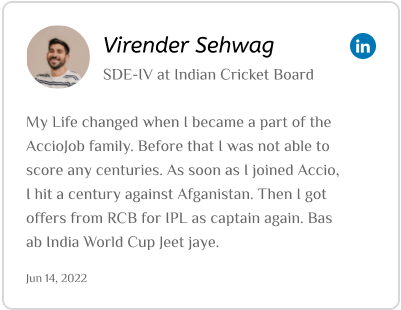 Virender Sehwag
in
SDE-IV at Indian Cricket Board
My Life changed when I became a part of the
AccioJob family. Before that I was not able to
score any centuries. As soon as I joined Accio,
I hit a century against Afganistan. Then I got
offers from RCB for IPL as captain again. Bas
ab India World Cup Jeet jaye.
Jun 14, 2022